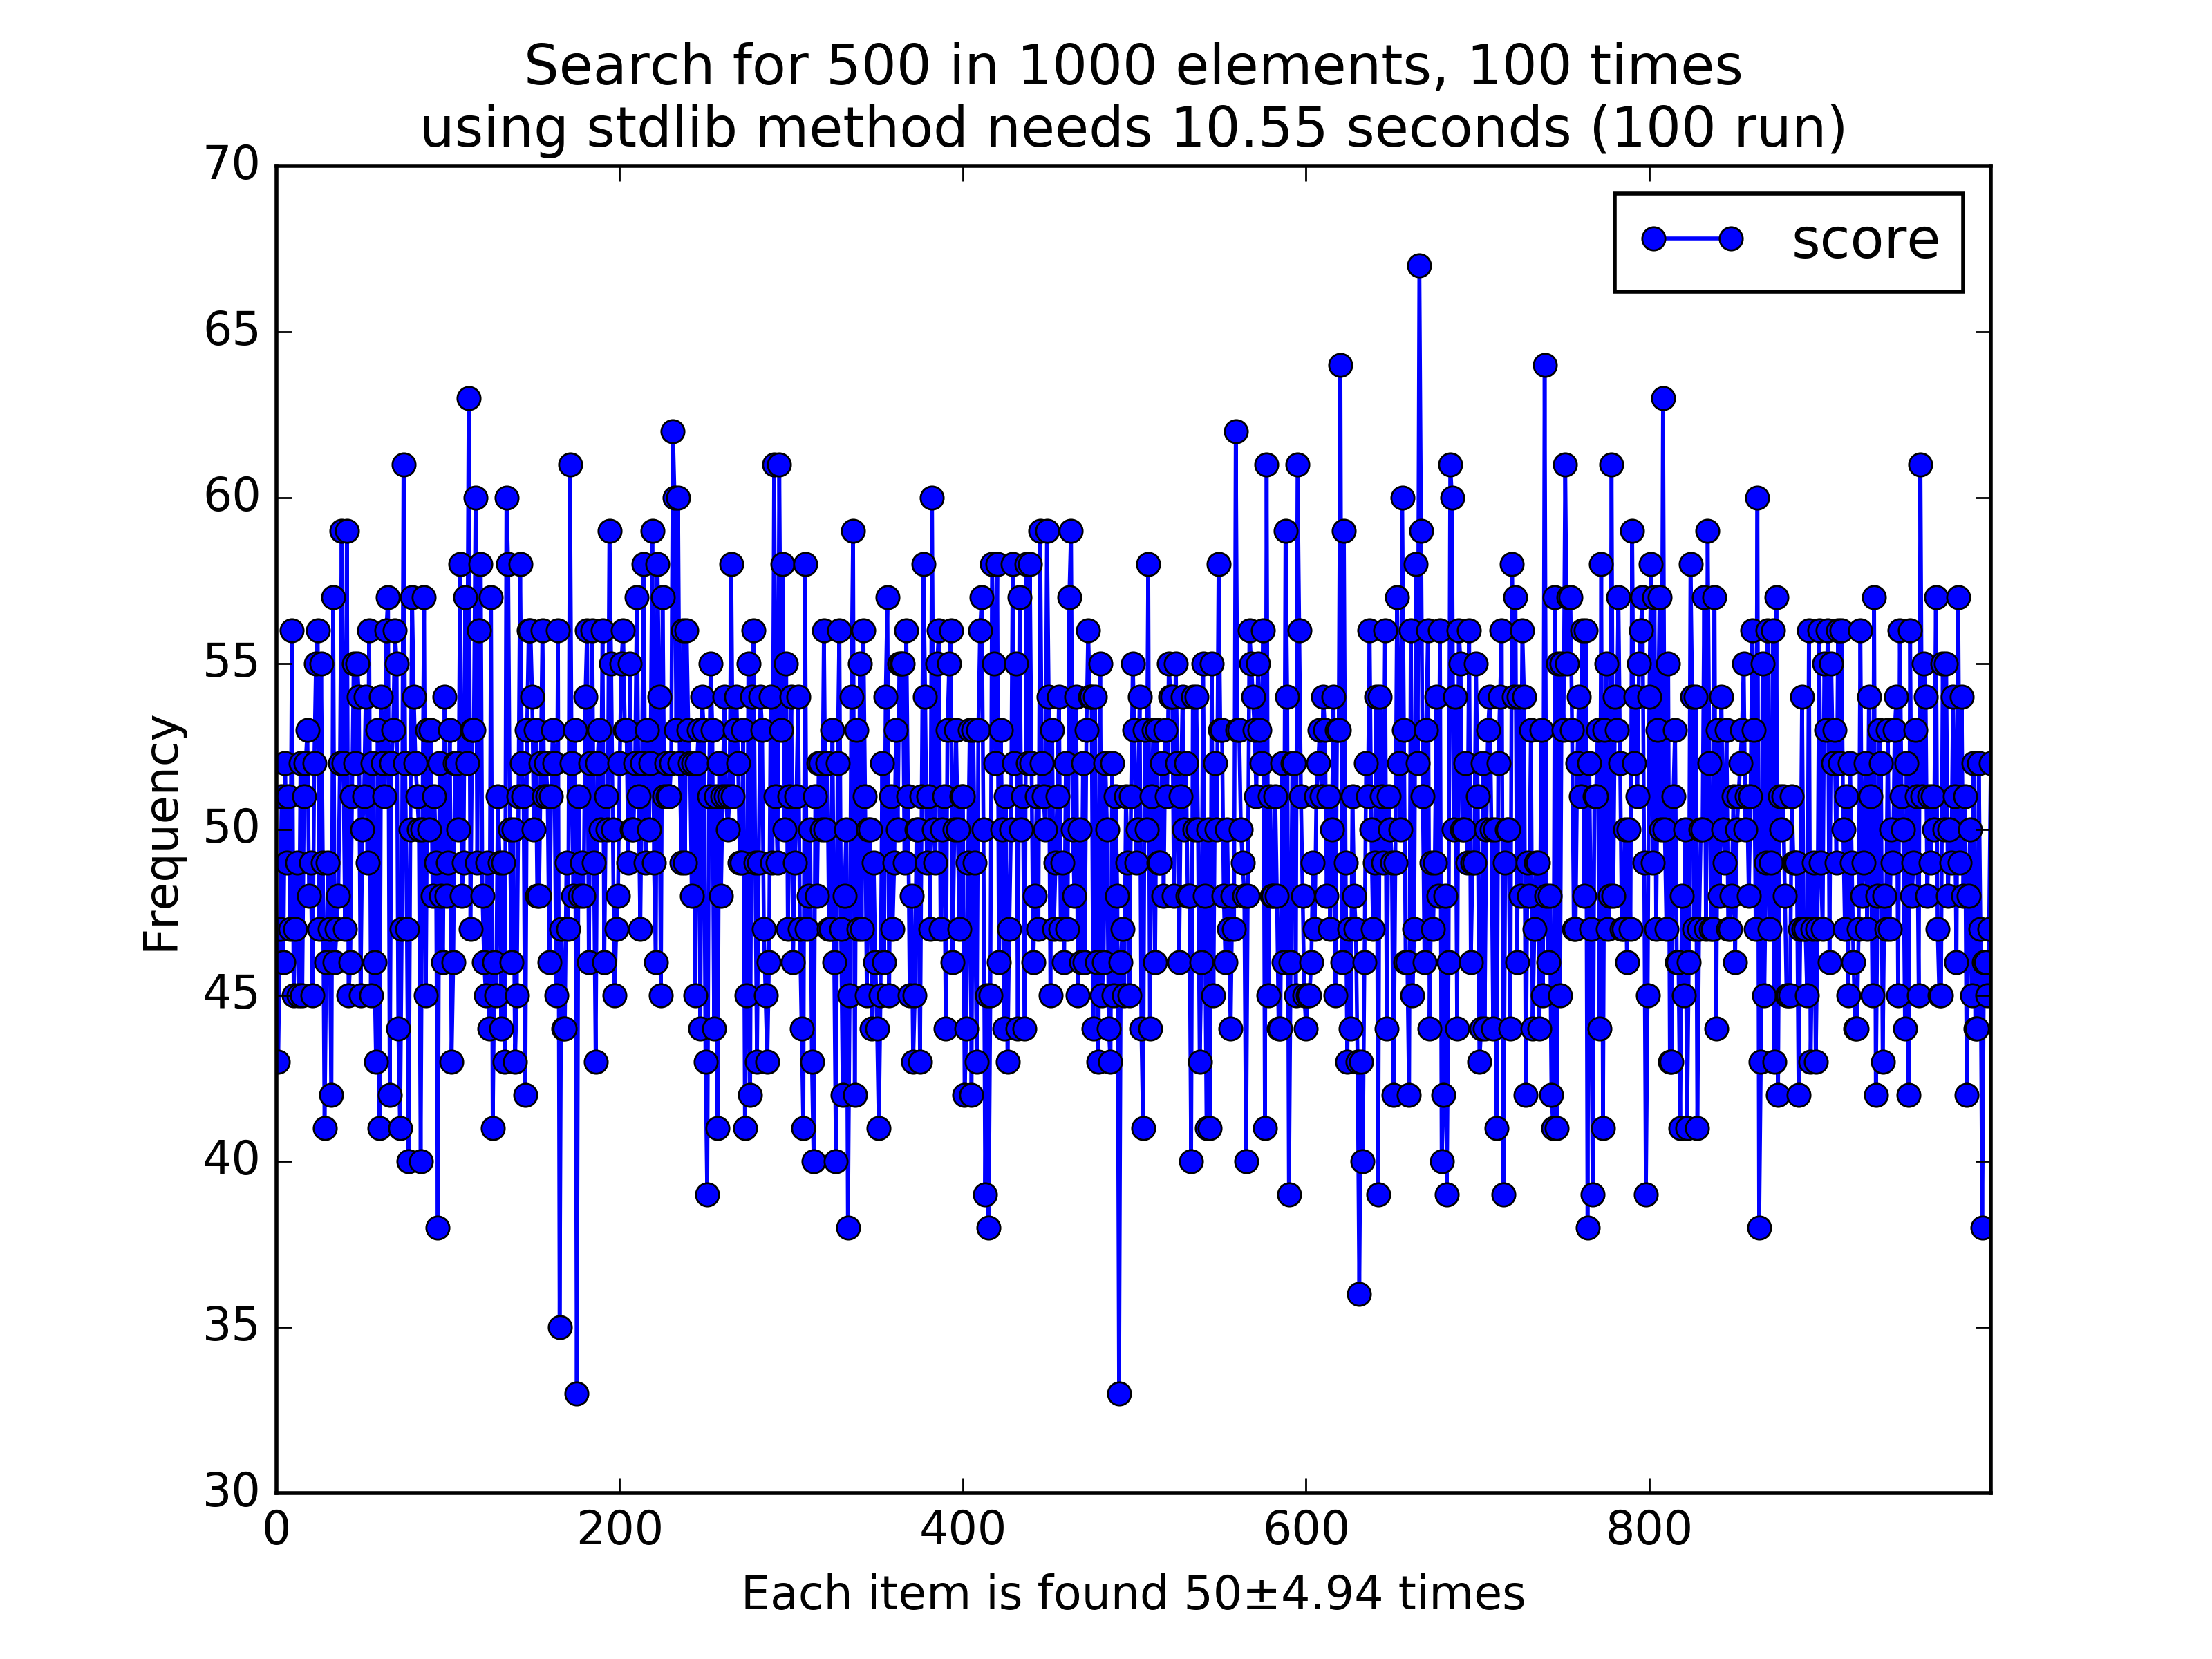 Search for 500 in 1000 elements, 100 times
using stdlib method needs 10.55 seconds (100 run)
70
65
60
55
50
45
40
35
30
score
Frequency
0 200 400 600 800
Each item is found 50±4.94 times